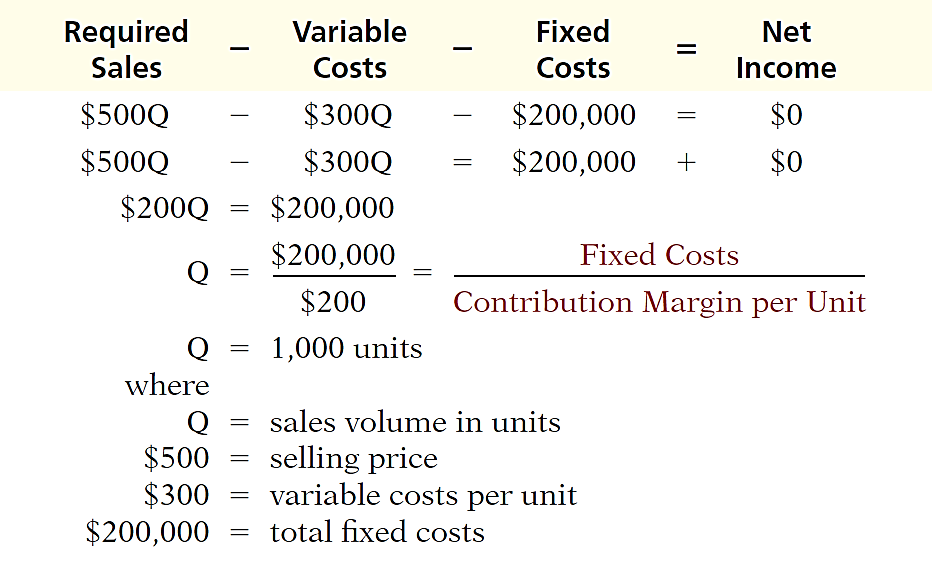 Required Sales − Variable Costs − Fixed Costs = Net Income
$500Q − $300Q − $200,000 = $0
$500Q − $300Q = $200,000 + $0
$200Q = $200,000
Q = $200,000 / $200 = Fixed Costs / Contribution Margin per Unit
Q = 1,000 units
where
Q = sales volume in units
$500 = selling price
$300 = variable costs per unit
$200,000 = total fixed costs